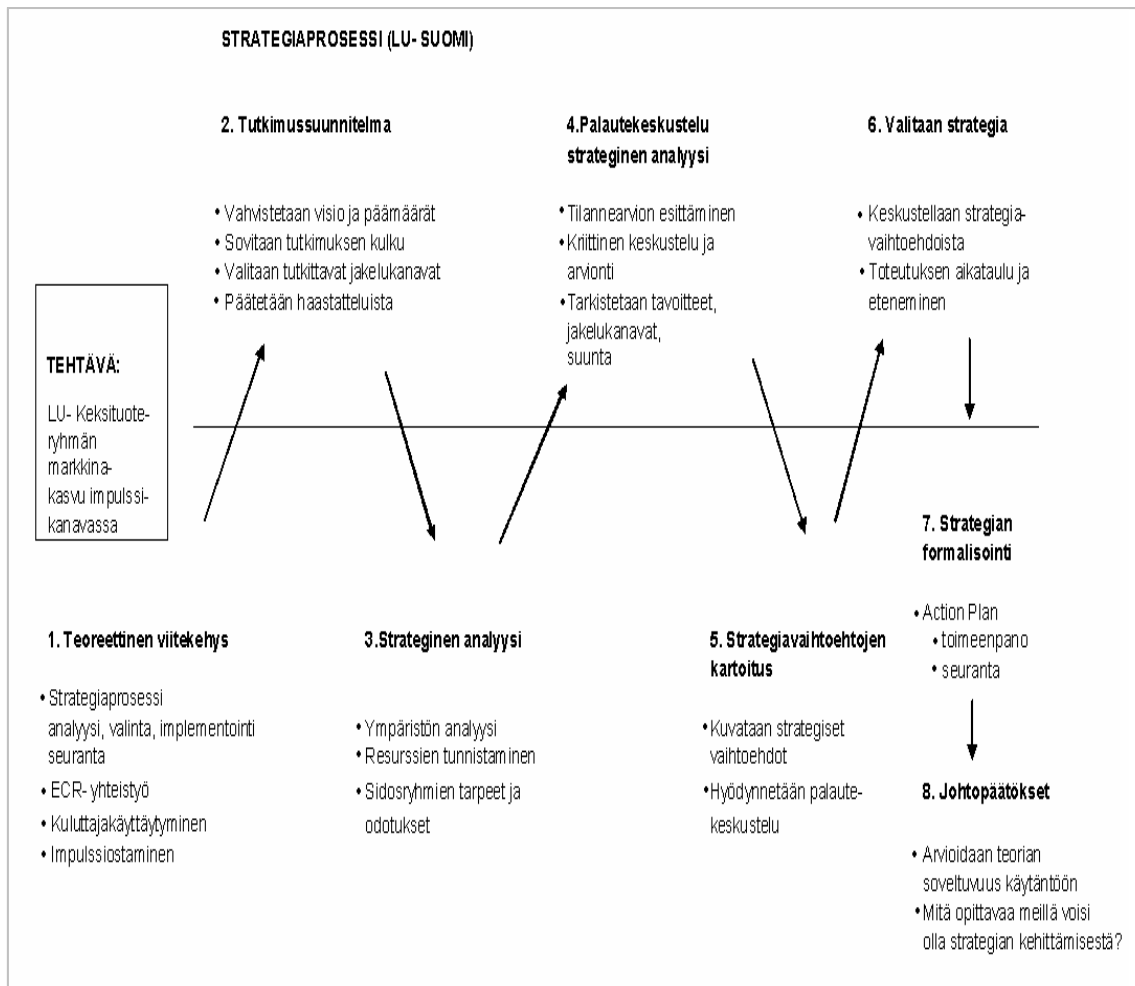 STRATEGIAPROSESSI (LU- SUOMI)
2. Tutkimussuunnitelma
• Vahvistetaan visio ja päämäärät
• Sovitaan tutkimuksen kulku
• Valitaan tutkittavat jakelukanavat
• Päätetään haastatteluista
4.Palautekeskustelu
strateginen analyysi
• Tilannearvion esittäminen
• Kriittinen keskustelu ja
arvionti
• Tarkistetaan tavoitteet,
jakelukanavat,
suunta
6. Valitaan strategia
• Keskustellaan strategia-
vaihtoehdoista
• Toteutuksen aikataulu ja
eteneminen
TEHTÄVÄ:
LU- Keksituote-
ryhmän
markkina-
kasvu impulssi-
kanavassa
1. Teoreettinen viitekehys
• Strategiaprosessi
analyysi, valinta, implementointi
seuranta
• ECR- yhteistyö
• Kuluttajakäyttäytyminen
• Impulssiostaminen
3.Strateginen analyysi
• Ympäristön analyysi
• Resurssien tunnistaminen
• Sidosryhmien tarpeet ja
odotukset
5. Strategiavaihtoehtojen
kartoitus
• Kuvataan strategiset
vaihtoehdot
• Hyödynnetään palaute-
keskustelu
7. Strategian
formalisointi
• Action Plan
• toimeenpano
• seuranta
8. Johtopäätökset
• Arvioidaan teorian
soveltuvuus käytäntöön
• Mitä opittavaa meillä voisi
olla strategian kehittämisestä?